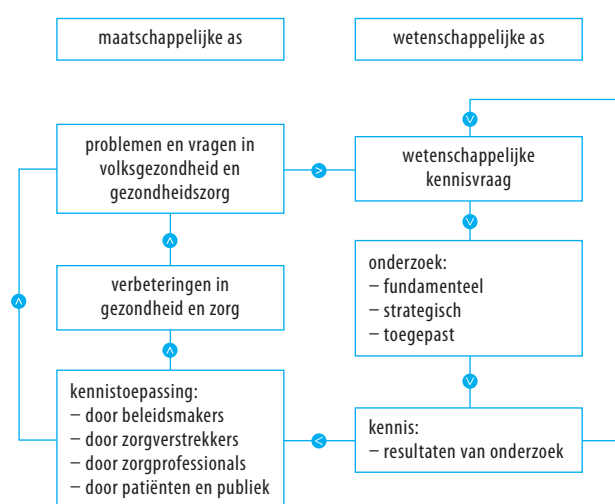 maatschappelijke as
wetenschappelijke as
problemen en vragen in
volksgezondheid en
gezondheidszorg
wetenschappelijke
kennisvraag
verbeteringen in
gezondheid en zorg
onderzoek:
– fundamenteel
– strategisch
– toegepast
kennistoepassing:
– door beleidsmakers
– door zorgverstrekkers
– door zorgprofessionals
– door patiënten en publiek
kennis:
– resultaten van onderzoek